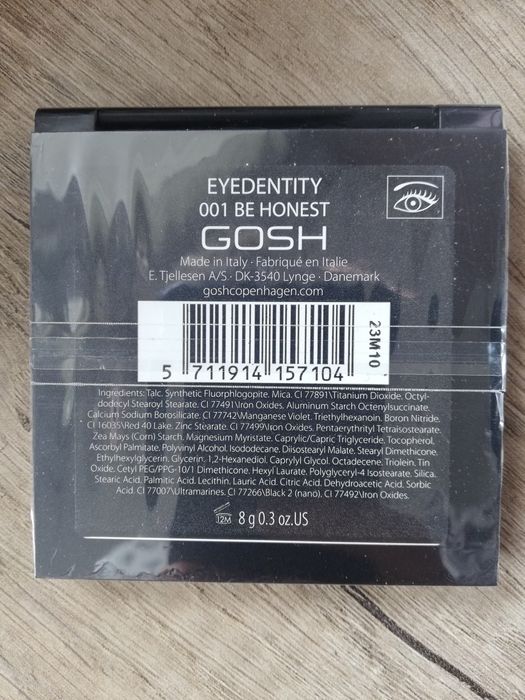 EYEDENTITY
001 BE HONEST
GOSH
Made in Italy · Fabriqué en Italie
E. Tjellesen A/S · DK-3540 Lynge · Danemark
goshcopenhagen.com
5 711914 157104
23M10
Ingredients: Talc. Synthetic Fluorphlogopite. Mica. CI 77891\Titanium Dioxide, Octyl-
dodecyl Stearoyl Stearate. CI 77491\Iron Oxides, Aluminum Starch Octenylsuccinate.
Calcium Sodium Borosilicate. CI 77742\Manganese Violet. Triethylhexanoin. Boron Nitride.
CI 16035\Red 40 Lake. Zinc Stearate. CI 77499\Iron Oxides. Pentaerythrityl Tetraisostearate.
Zea Mays (Corn) Starch. Magnesium Myristate. Caprylic/Capric Triglyceride, Tocopherol.
Ascorbyl Palmitate. Polyvinyl Alcohol. Isododecane. Diisostearyl Malate. Stearyl Dimethicone.
Ethylhexylglycerin. Glycerin. 1,2-Hexanediol. Caprylyl Glycol. Octadecene. Triolein, Tin
Oxide. Cetyl PEG/PPG-10/1 Dimethicone. Hexyl Laurate, Polyglyceryl-4 Isostearate. Silica.
Stearic Acid. Palmitic Acid. Lecithin. Lauric Acid. Citric Acid. Dehydroacetic Acid. Sorbic
Acid. CI 77007\Ultramarines. CI 77266\Black 2 (nano). CI 77492\Iron Oxides.
12M 8 g 0.3 oz.US